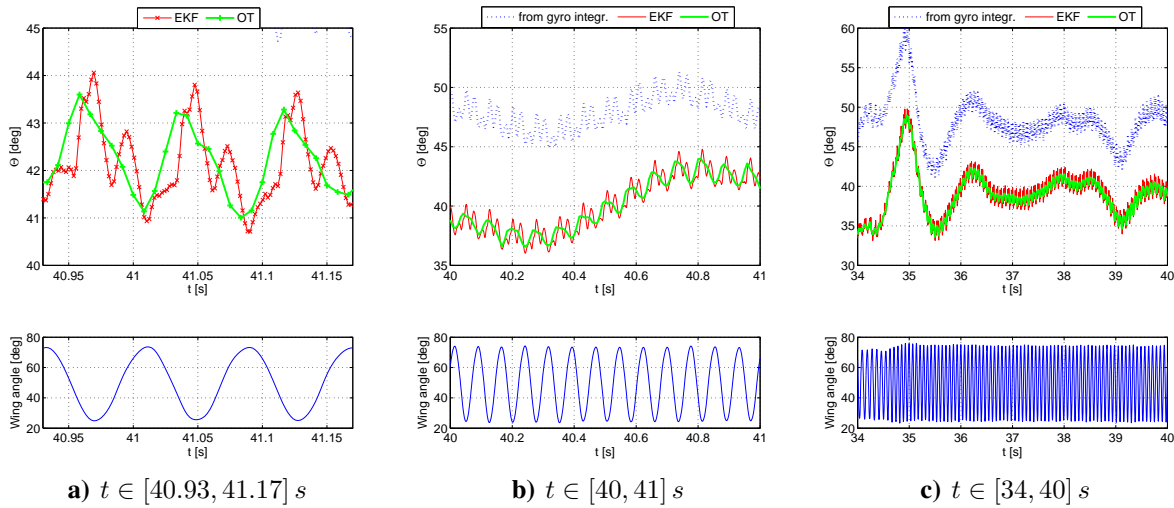 EKF OT
45
44
43
42
41
40
Θ [deg]
40.95 41 41.05 41.1 41.15
t [s]
80
60
40
20
Wing angle [deg]
40.95 41 41.05 41.1 41.15
t [s]
a) t ∈ [40.93, 41.17] s
from gyro integr. EKF OT
55
50
45
40
35
Θ [deg]
40 40.2 40.4 40.6 40.8 41
t [s]
80
60
40
20
Wing angle [deg]
40 40.2 40.4 40.6 40.8 41
t [s]
b) t ∈ [40, 41] s
from gyro integr. EKF OT
60
55
50
45
40
35
30
Θ [deg]
34 35 36 37 38 39 40
t [s]
80
60
40
20
Wing angle [deg]
34 35 36 37 38 39 40
t [s]
c) t ∈ [34, 40] s